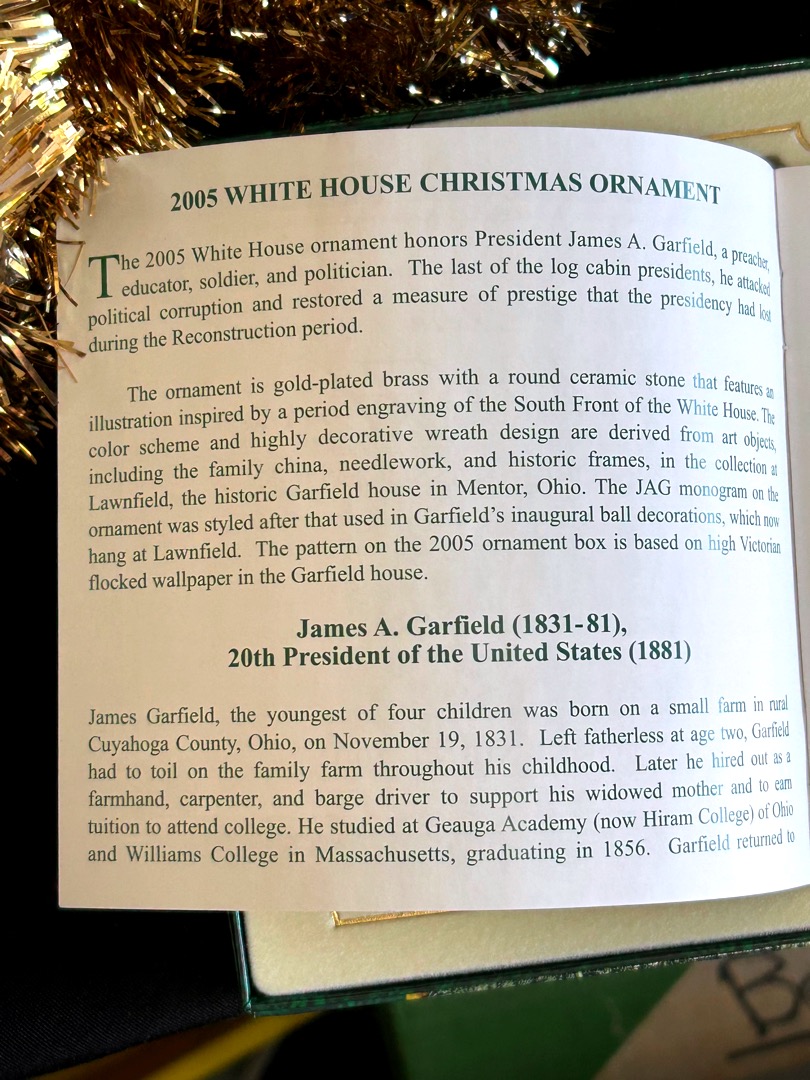 2005 WHITE HOUSE CHRISTMAS ORNAMENT
The 2005 White House ornament honors President James A. Garfield, a preacher,
educator, soldier, and politician. The last of the log cabin presidents, he attacked
political corruption and restored a measure of prestige that the presidency had lost
during the Reconstruction period.
The ornament is gold-plated brass with a round ceramic stone that features an
illustration inspired by a period engraving of the South Front of the White House. The
color scheme and highly decorative wreath design are derived from art objects,
including the family china, needlework, and historic frames, in the collection at
Lawnfield, the historic Garfield house in Mentor, Ohio. The JAG monogram on the
ornament was styled after that used in Garfield's inaugural ball decorations, which now
hang at Lawnfield. The pattern on the 2005 ornament box is based on high Victorian
flocked wallpaper in the Garfield house.
James A. Garfield (1831-81),
20th President of the United States (1881)
James Garfield, the youngest of four children was born on a small farm in rural
Cuyahoga County, Ohio, on November 19, 1831. Left fatherless at age two, Garfield
had to toil on the family farm throughout his childhood. Later he hired out as a
farmhand, carpenter, and barge driver to support his widowed mother and to earn
tuition to attend college. He studied at Geauga Academy (now Hiram College) of Ohio
and Williams College in Massachusetts, graduating in 1856. Garfield returned to